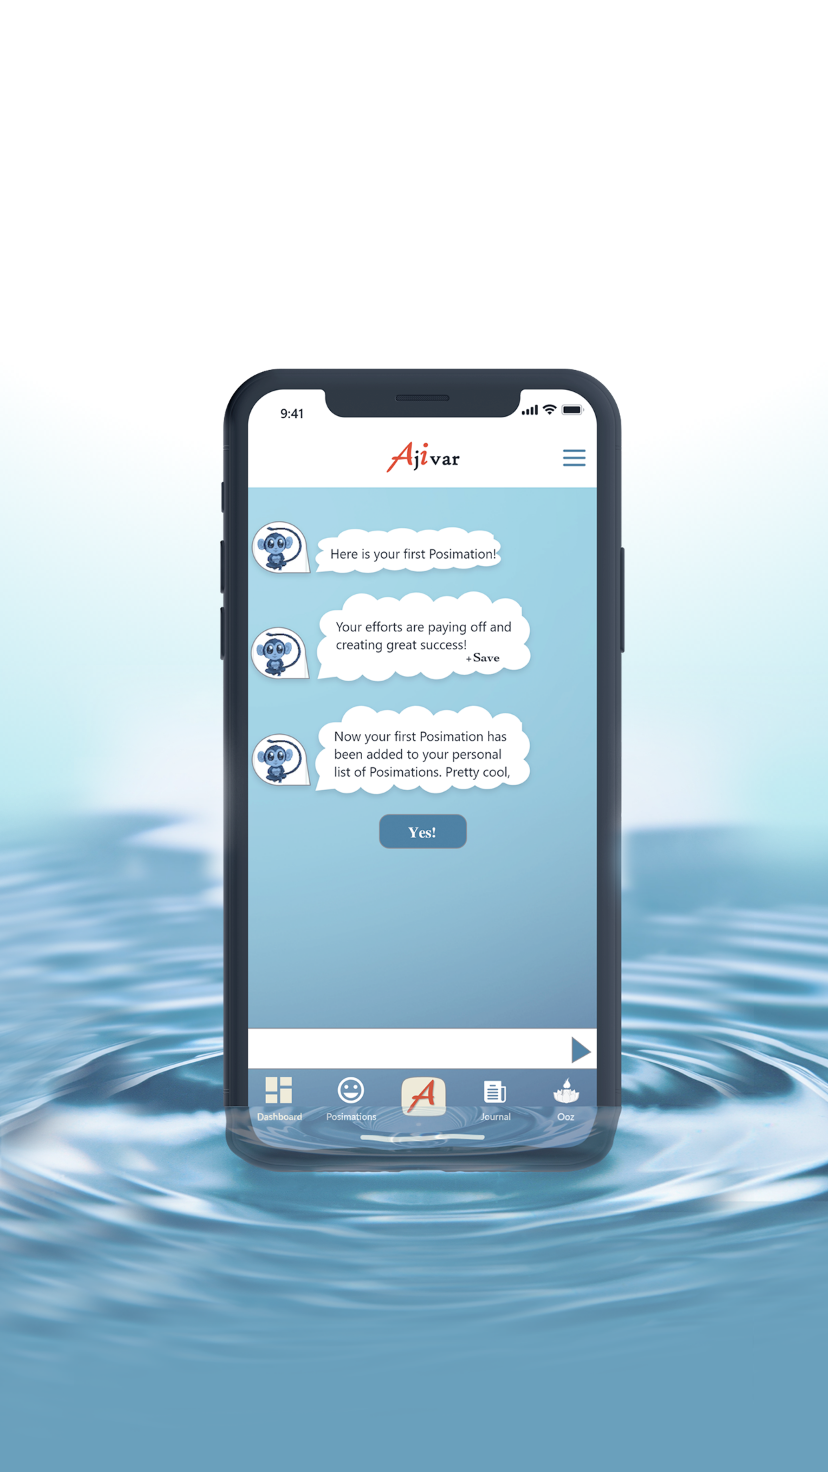 9:41
Ajivar
Here is your first Posimation!
Your efforts are paying off and
creating great success!
+Save
Now your first Posimation has
been added to your personal
list of Posimations. Pretty cool,
Yes!
A
Dashboard
Posimations
Journal
Ooz